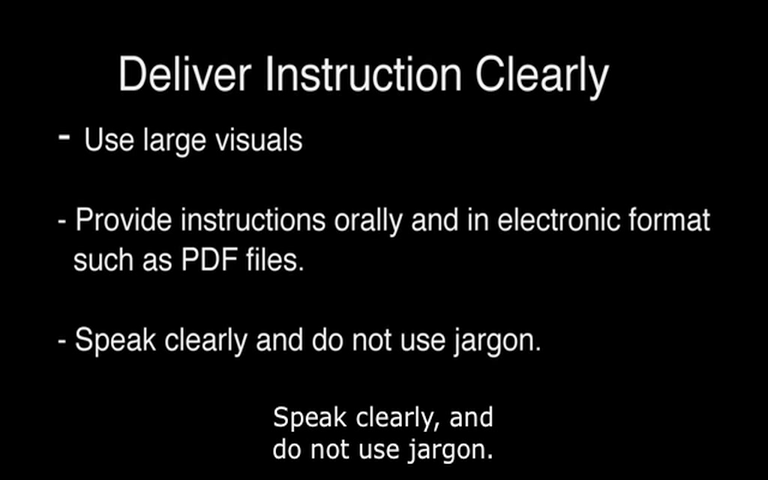 Deliver Instruction Clearly
- Use large visuals
- Provide instructions orally and in electronic format
such as PDF files.
- Speak clearly and do not use jargon.
Speak clearly, and
do not use jargon.